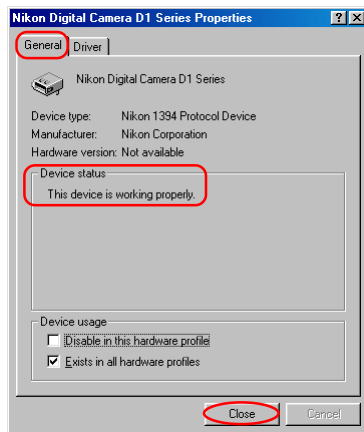 Nikon Digital Camera D1 Series Properties
General Driver
Nikon Digital Camera D1 Series
Device type: Nikon 1394 Protocol Device
Manufacturer: Nikon Corporation
Hardware version: Not available
Device status
This device is working properly.
Device usage
Disable in this hardware profile
Exists in all hardware profiles
Close Cancel